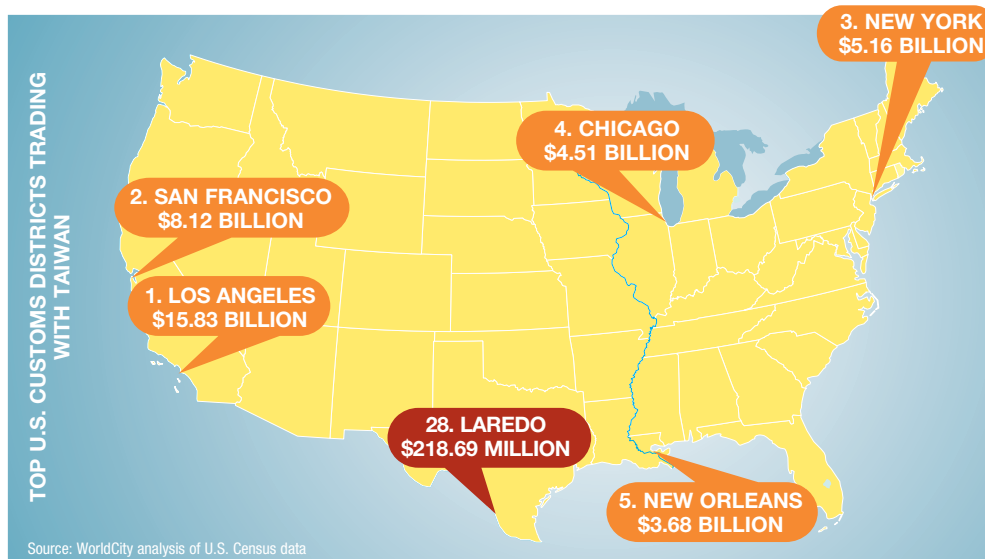 TOP U.S. CUSTOMS DISTRICTS TRADING
WITH TAIWAN
3. NEW YORK
$5.16 BILLION
4. CHICAGO
$4.51 BILLION
2. SAN FRANCISCO
$8.12 BILLION
1. LOS ANGELES
$15.83 BILLION
28. LAREDO
$218.69 MILLION
5. NEW ORLEANS
$3.68 BILLION
Source: WorldCity analysis of U.S. Census data